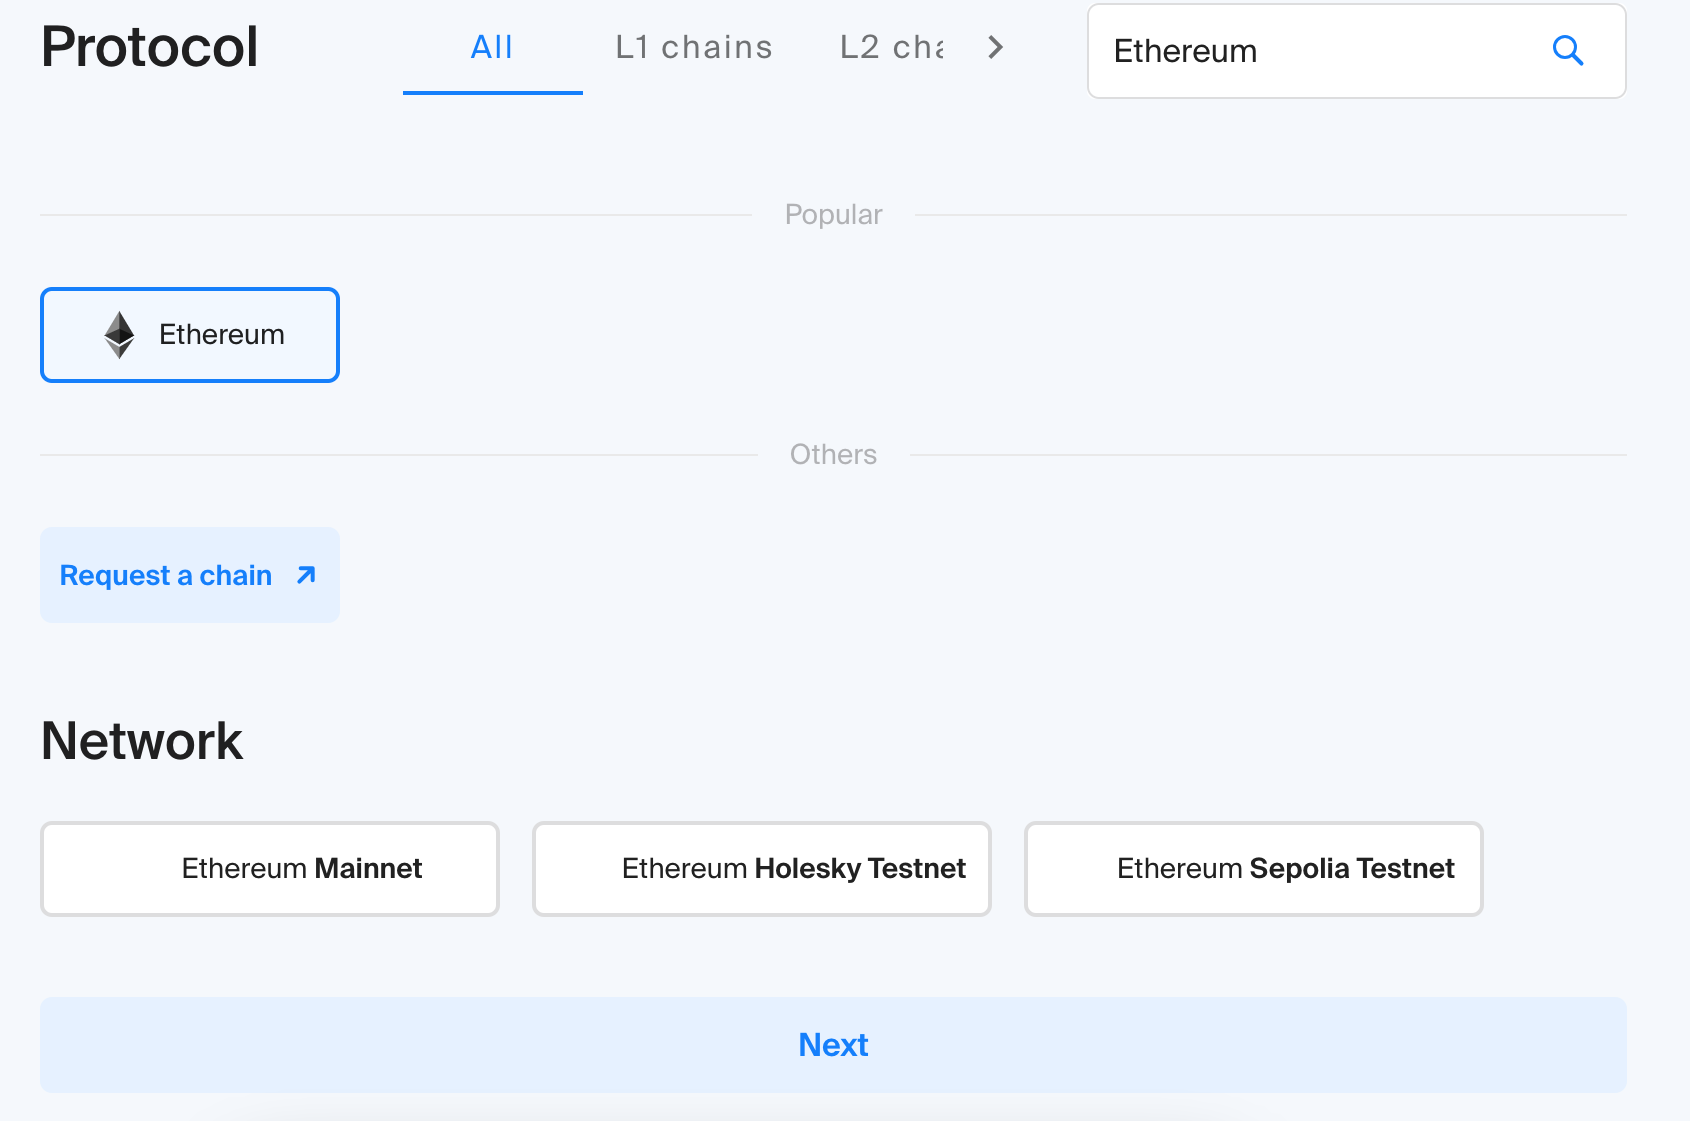 Protocol
All
L1 chains
L2 cha
Ethereum
Popular
Ethereum
Others
Request a chain
Network
Ethereum Mainnet
Ethereum Holesky Testnet
Ethereum Sepolia Testnet
Next